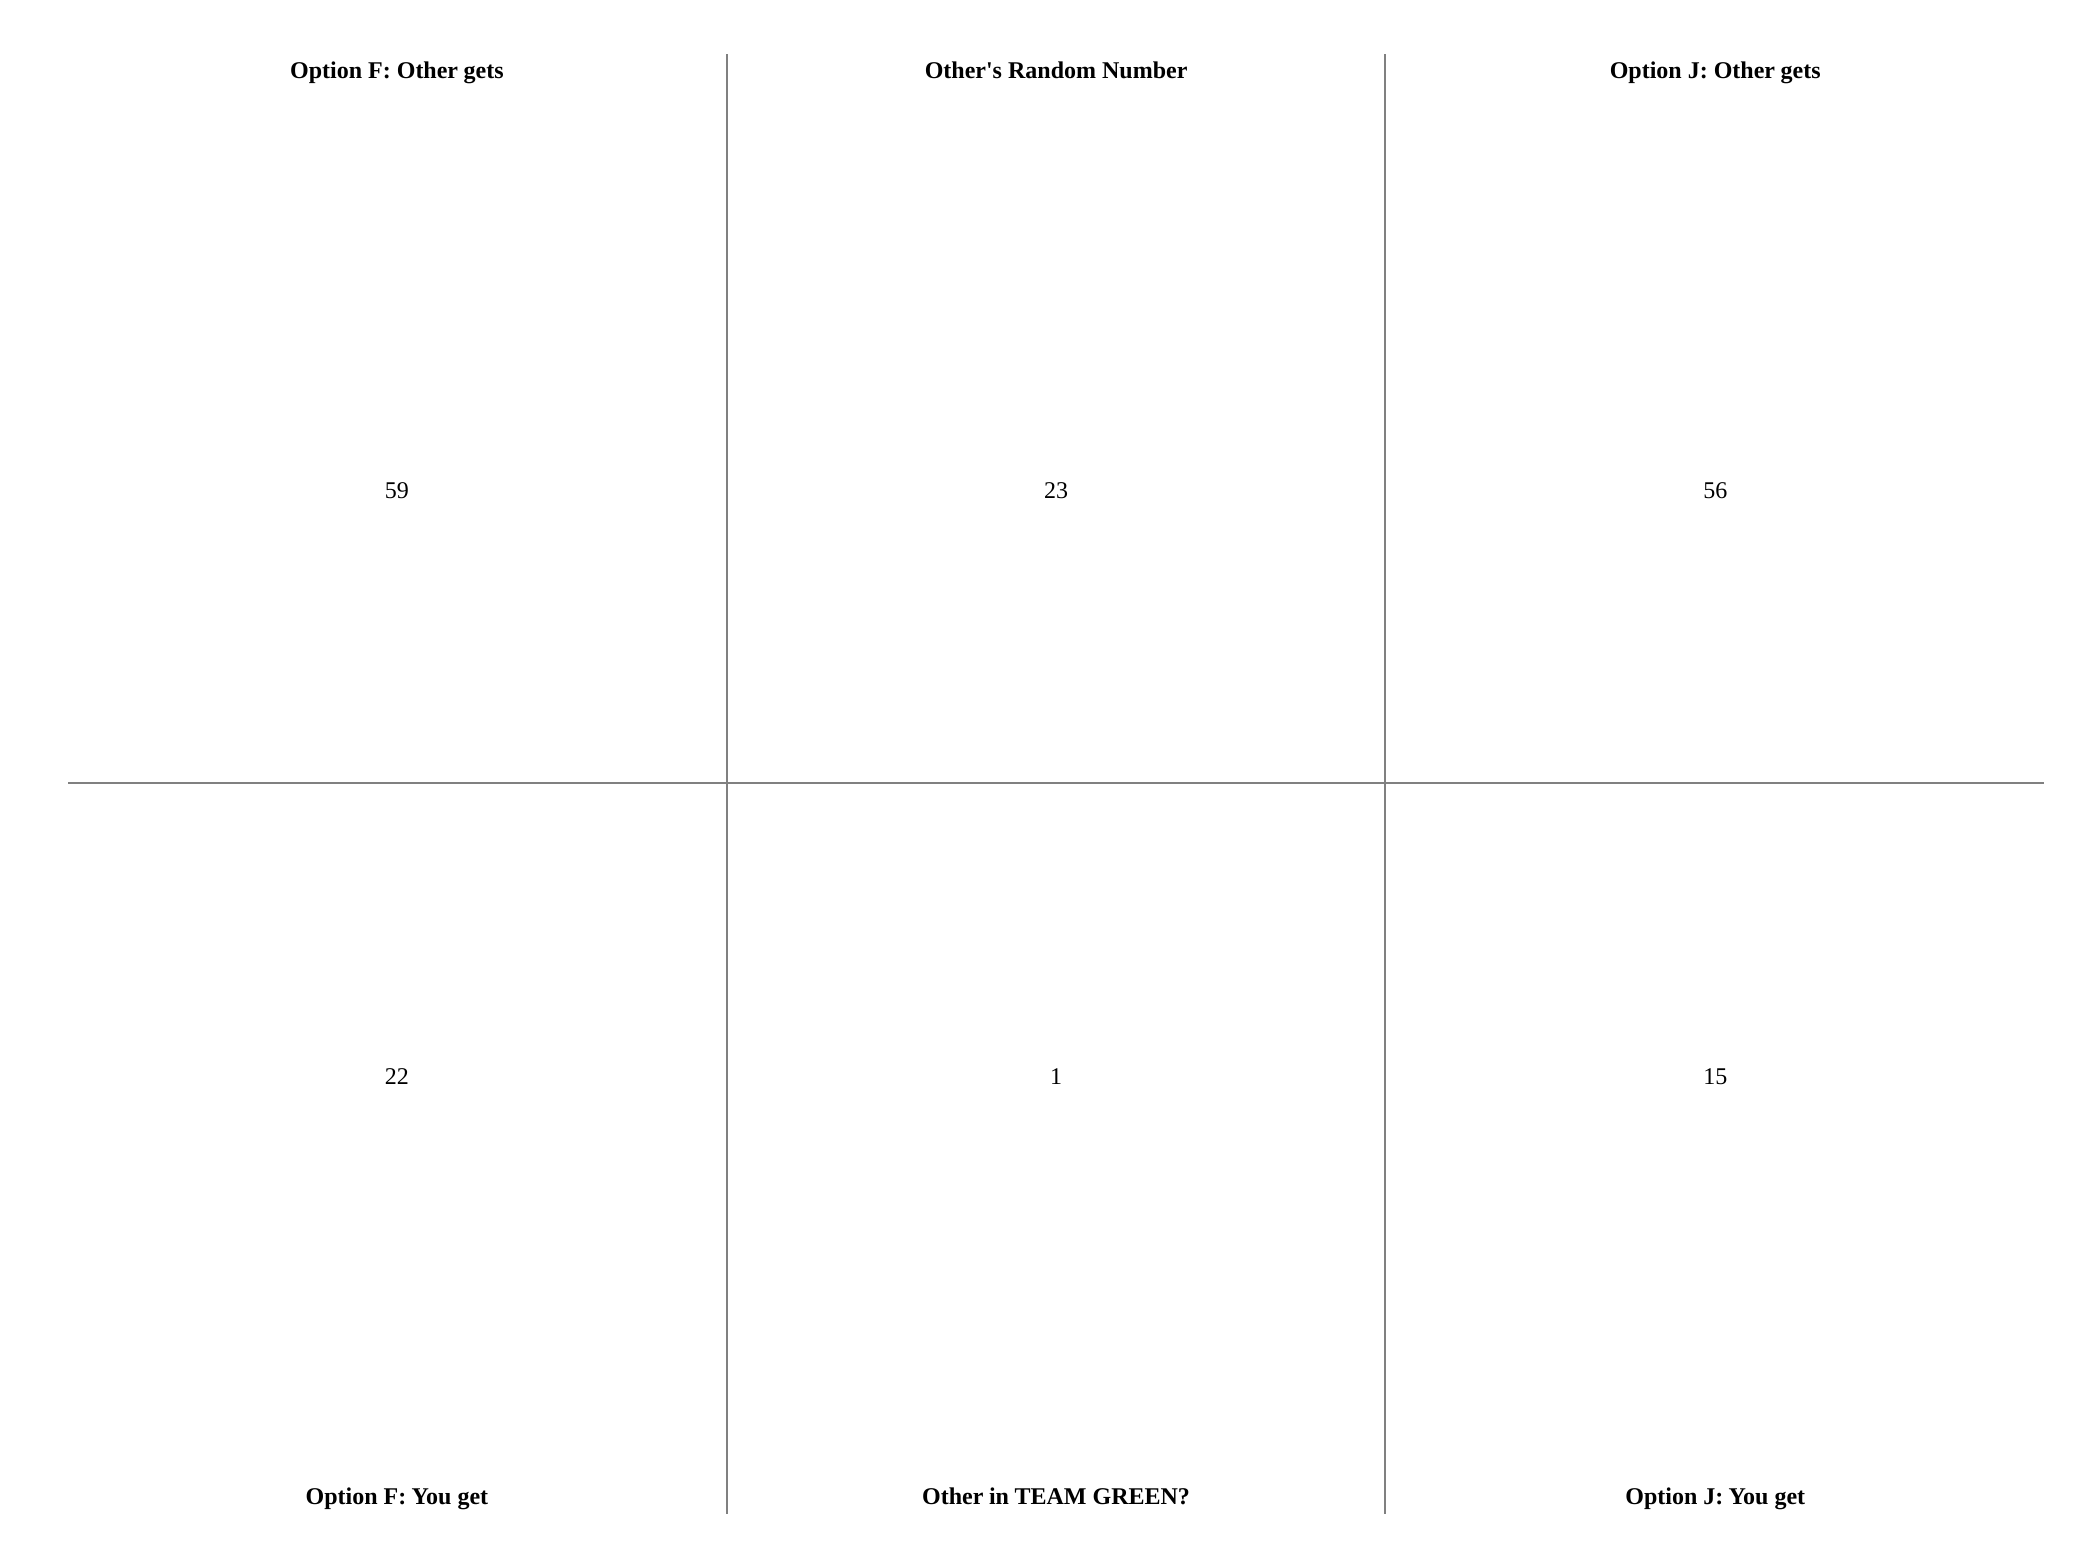 Option F: Other gets
Other's Random Number
Option J: Other gets
59
23
56
22
1
15
Option F: You get
Other in TEAM GREEN?
Option J: You get